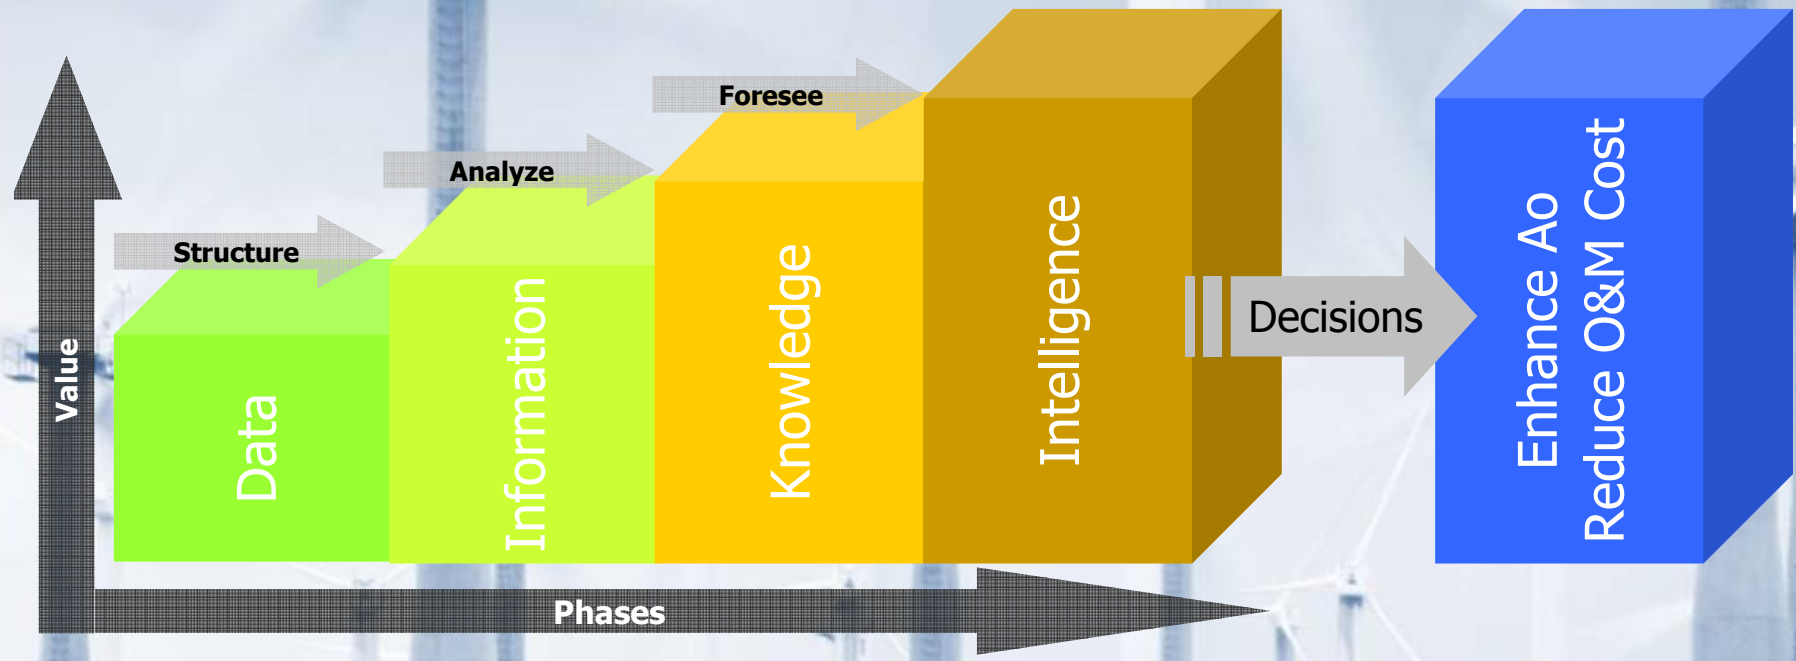 Foresee
Analyze
Structure
Value
Data
Information
Knowledge
Intelligence
Decisions
Enhance Ao
Reduce O&M Cost
Phases